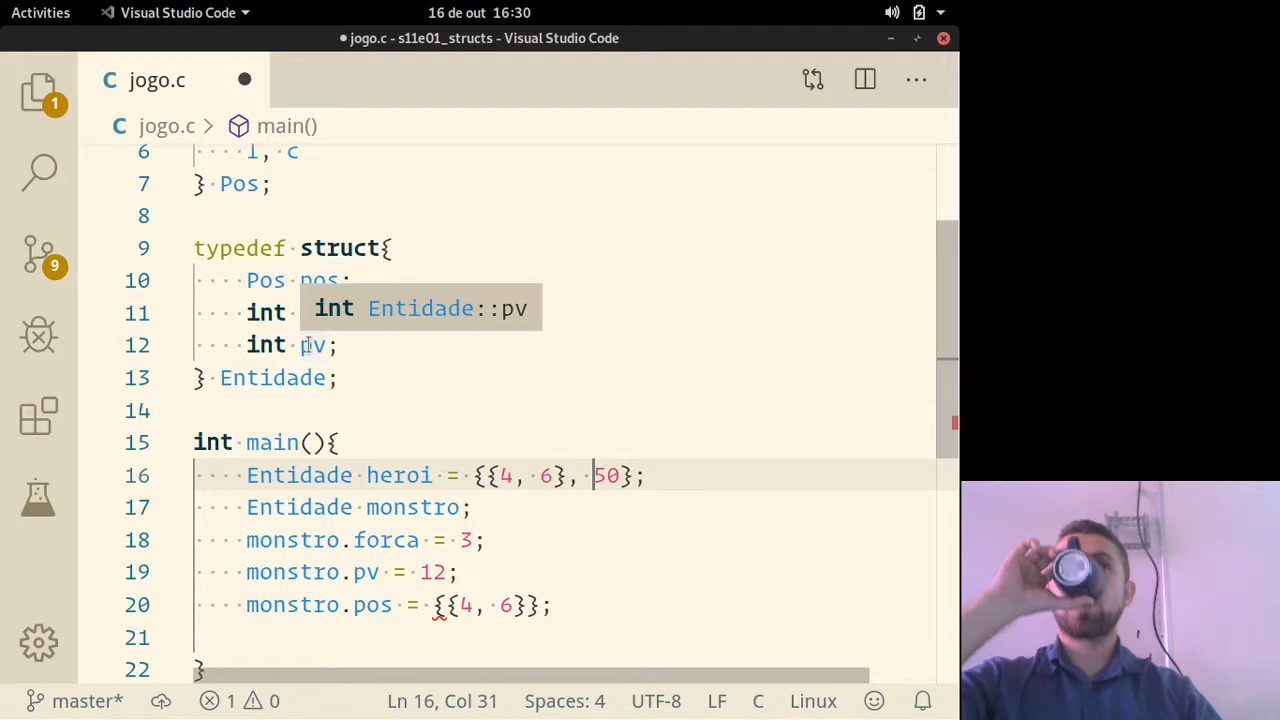 Activities Visual Studio Code 16 de out 16:30
● jogo.c - s11e01_structs - Visual Studio Code
C jogo.c
C jogo.c > main()
1
9
6 ····l, c
7 }·Pos;
8
9 typedef·struct{
10 ····Pos·pos;
11 ····int
int Entidade::pv
12 ····int·pv;
13 }·Entidade;
14
15 int·main(){
16 ····Entidade·heroi·=·{{4,·6},·50};
17 ····Entidade·monstro;
18 ····monstro.forca·=·3;
19 ····monstro.pv·=·12;
20 ····monstro.pos·=·{{4,·6}};
21
22 }
master* 1 0 Ln 16, Col 31 Spaces: 4 UTF-8 LF C Linux